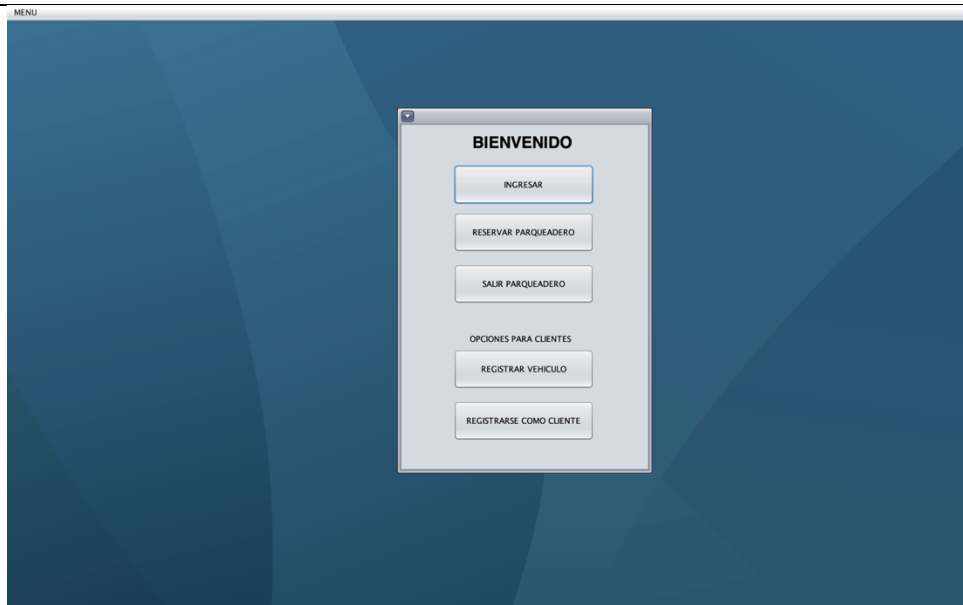 MENU
BIENVENIDO
INGRESAR
RESERVAR PARQUEADERO
SALIR PARQUEADERO
OPCIONES PARA CLIENTES
REGISTRAR VEHICULO
REGISTRARSE COMO CLIENTE